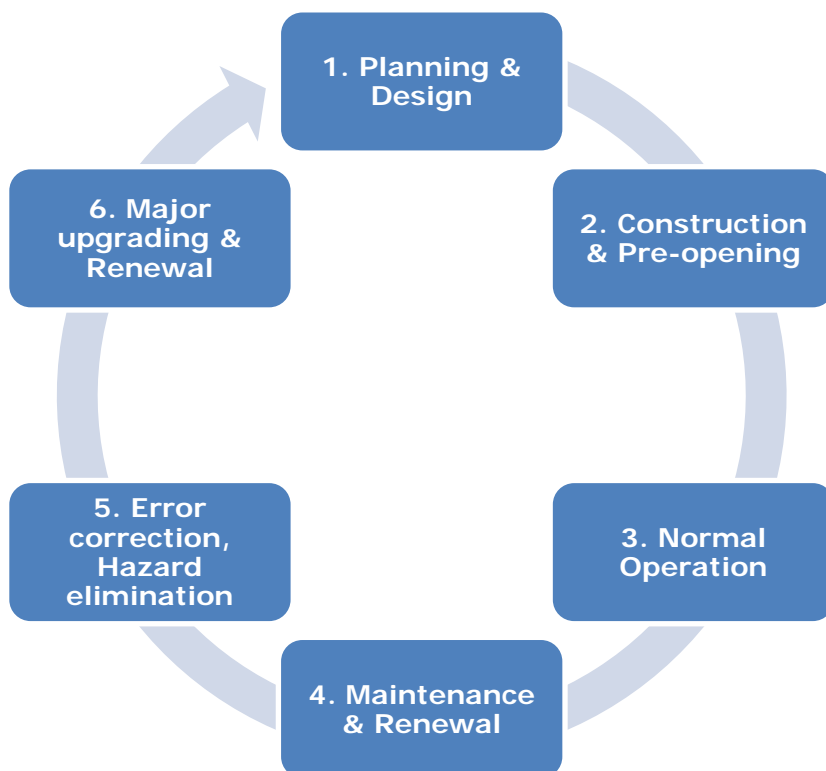 1. Planning &
Design
2. Construction
& Pre-opening
3. Normal
Operation
4. Maintenance
& Renewal
5. Error
correction,
Hazard
elimination
6. Major
upgrading &
Renewal